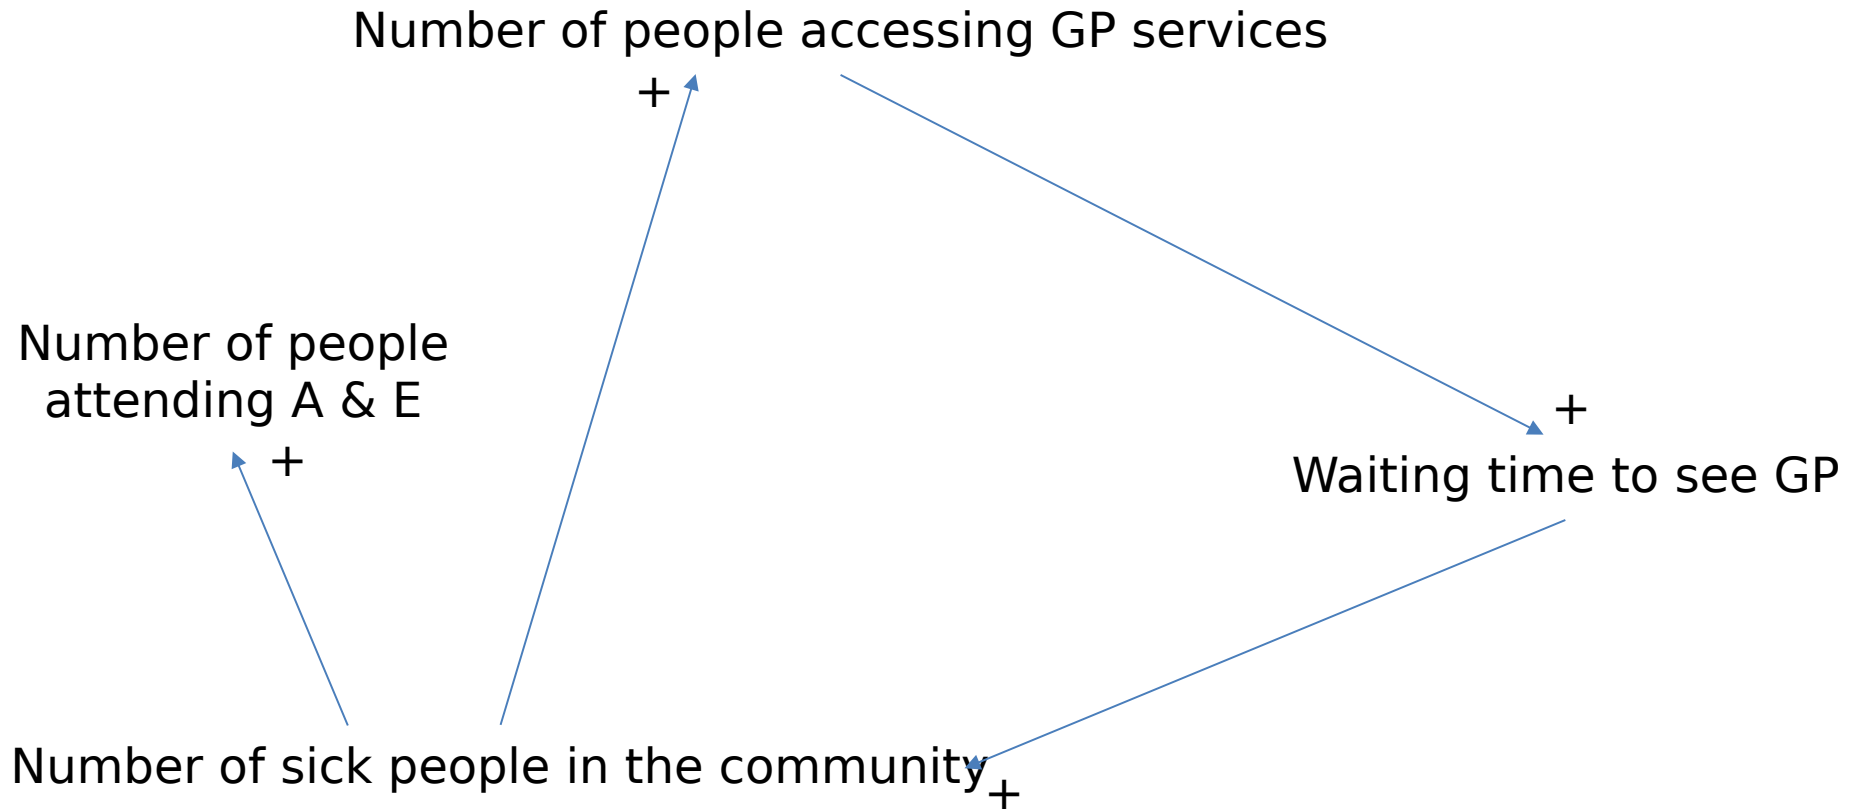 Number of people accessing GP services
+
Number of people
attending A & E
+
+
Waiting time to see GP
Number of sick people in the community
+